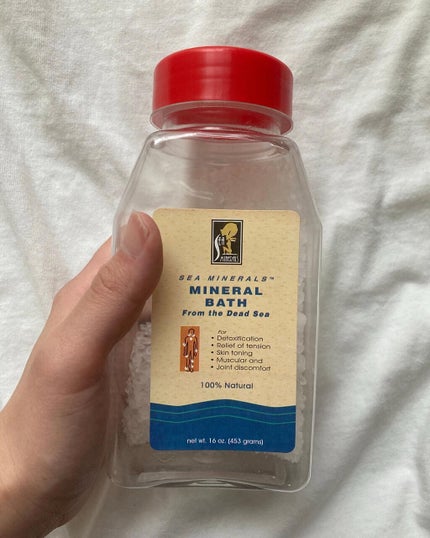 SEA MINERALS™
MINERAL
BATH
From the Dead Sea
For
• Detoxification
• Relief of tension
• Skin toning
• Muscular and
• Joint discomfort
100% Natural
net wt. 16 oz. (453 grams)